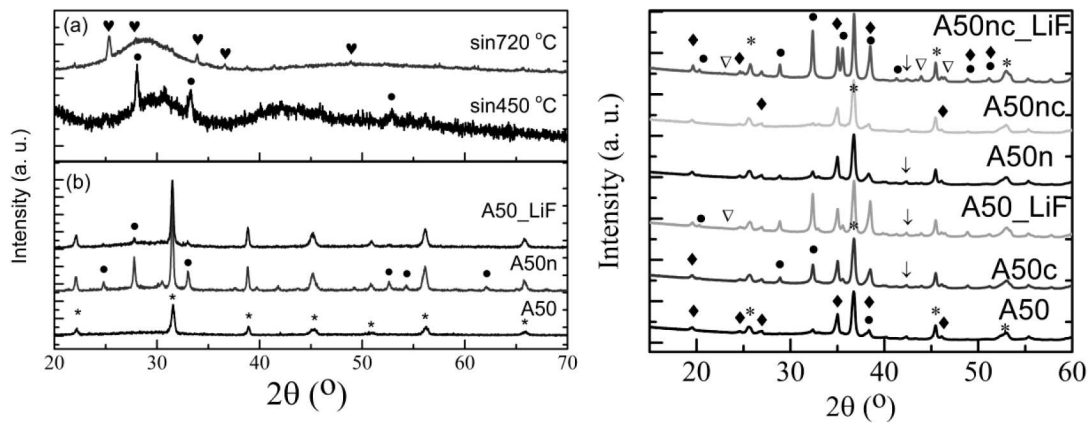 (a)
♥ ♥ ♥ ♥ ♥
sin720 °C
● ● ●
sin450 °C
Intensity (a. u.)
(b)
A50_LiF
●
A50n
● ● ● ● ●
A50
* * * * * * *
20 30 40 50 60 70
2θ (°)
A50nc_LiF
♦ ● ▽ ♦ * ● ● ♦ ● ♦ ● ● ↓ ▽ * ▽ ♦ ● ♦ ● *
A50nc
♦ * ♦
A50n
↓
A50_LiF
● ▽ * ↓
A50c
♦ ● ● ↓
A50
♦ ♦ * ♦ ♦ ♦ ● * ♦ *
Intensity (a. u.)
20 30 40 50 60
2θ (°)